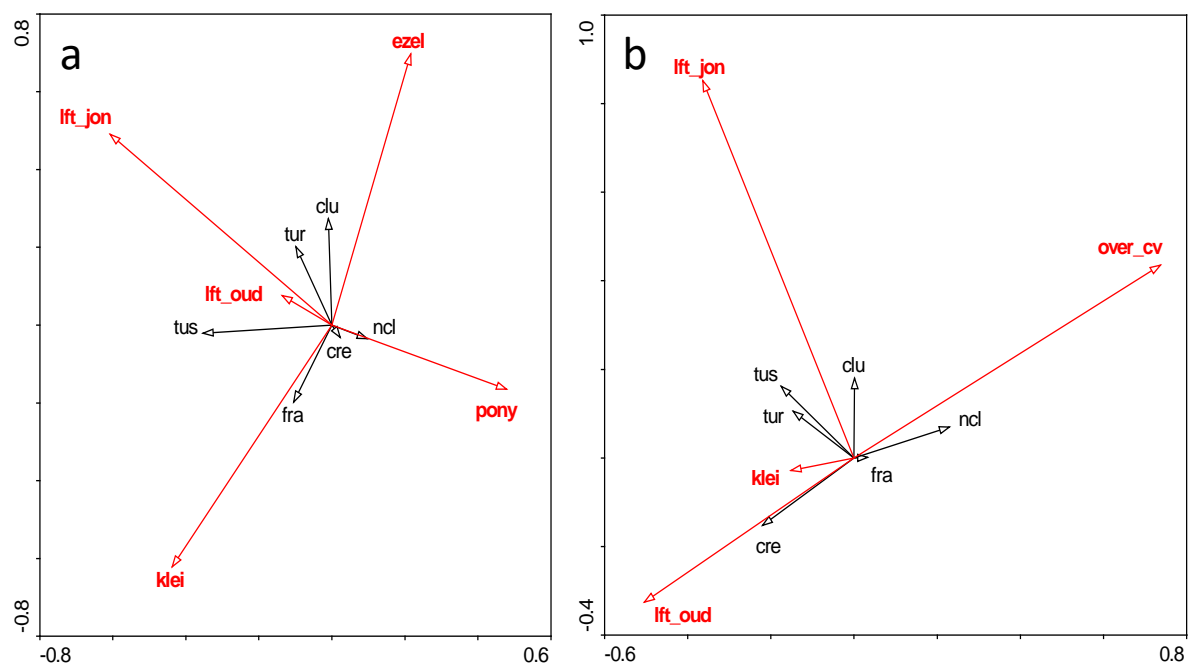 a
0.8
-0.8
-0.8
0.6
ezel
lft_jon
clu
tur
lft_oud
tus
ncl
cre
pony
fra
klei
b
1.0
-0.4
-0.6
0.8
lft_jon
over_cv
clu
tus
tur
ncl
klei
fra
cre
lft_oud